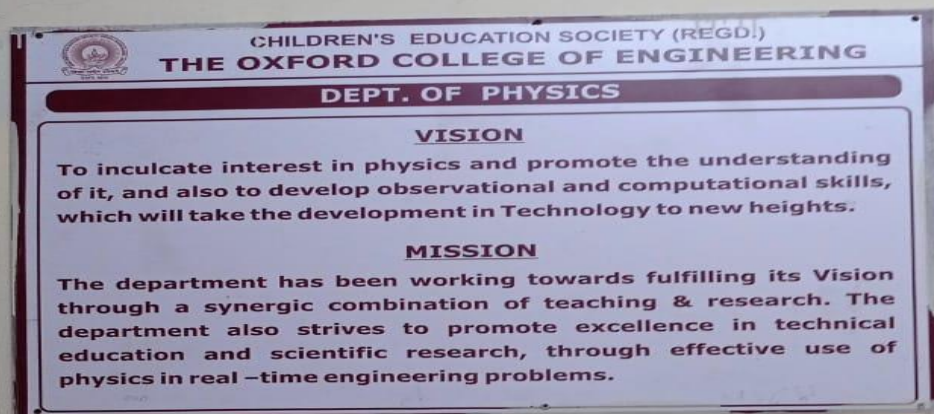 CHILDREN'S EDUCATION SOCIETY (REGD.)
THE OXFORD COLLEGE OF ENGINEERING
DEPT. OF PHYSICS
VISION
To inculcate interest in physics and promote the understanding
of it, and also to develop observational and computational skills,
which will take the development in Technology to new heights.
MISSION
The department has been working towards fulfilling its Vision
through a synergic combination of teaching & research. The
department also strives to promote excellence in technical
education and scientific research, through effective use of
physics in real –time engineering problems.